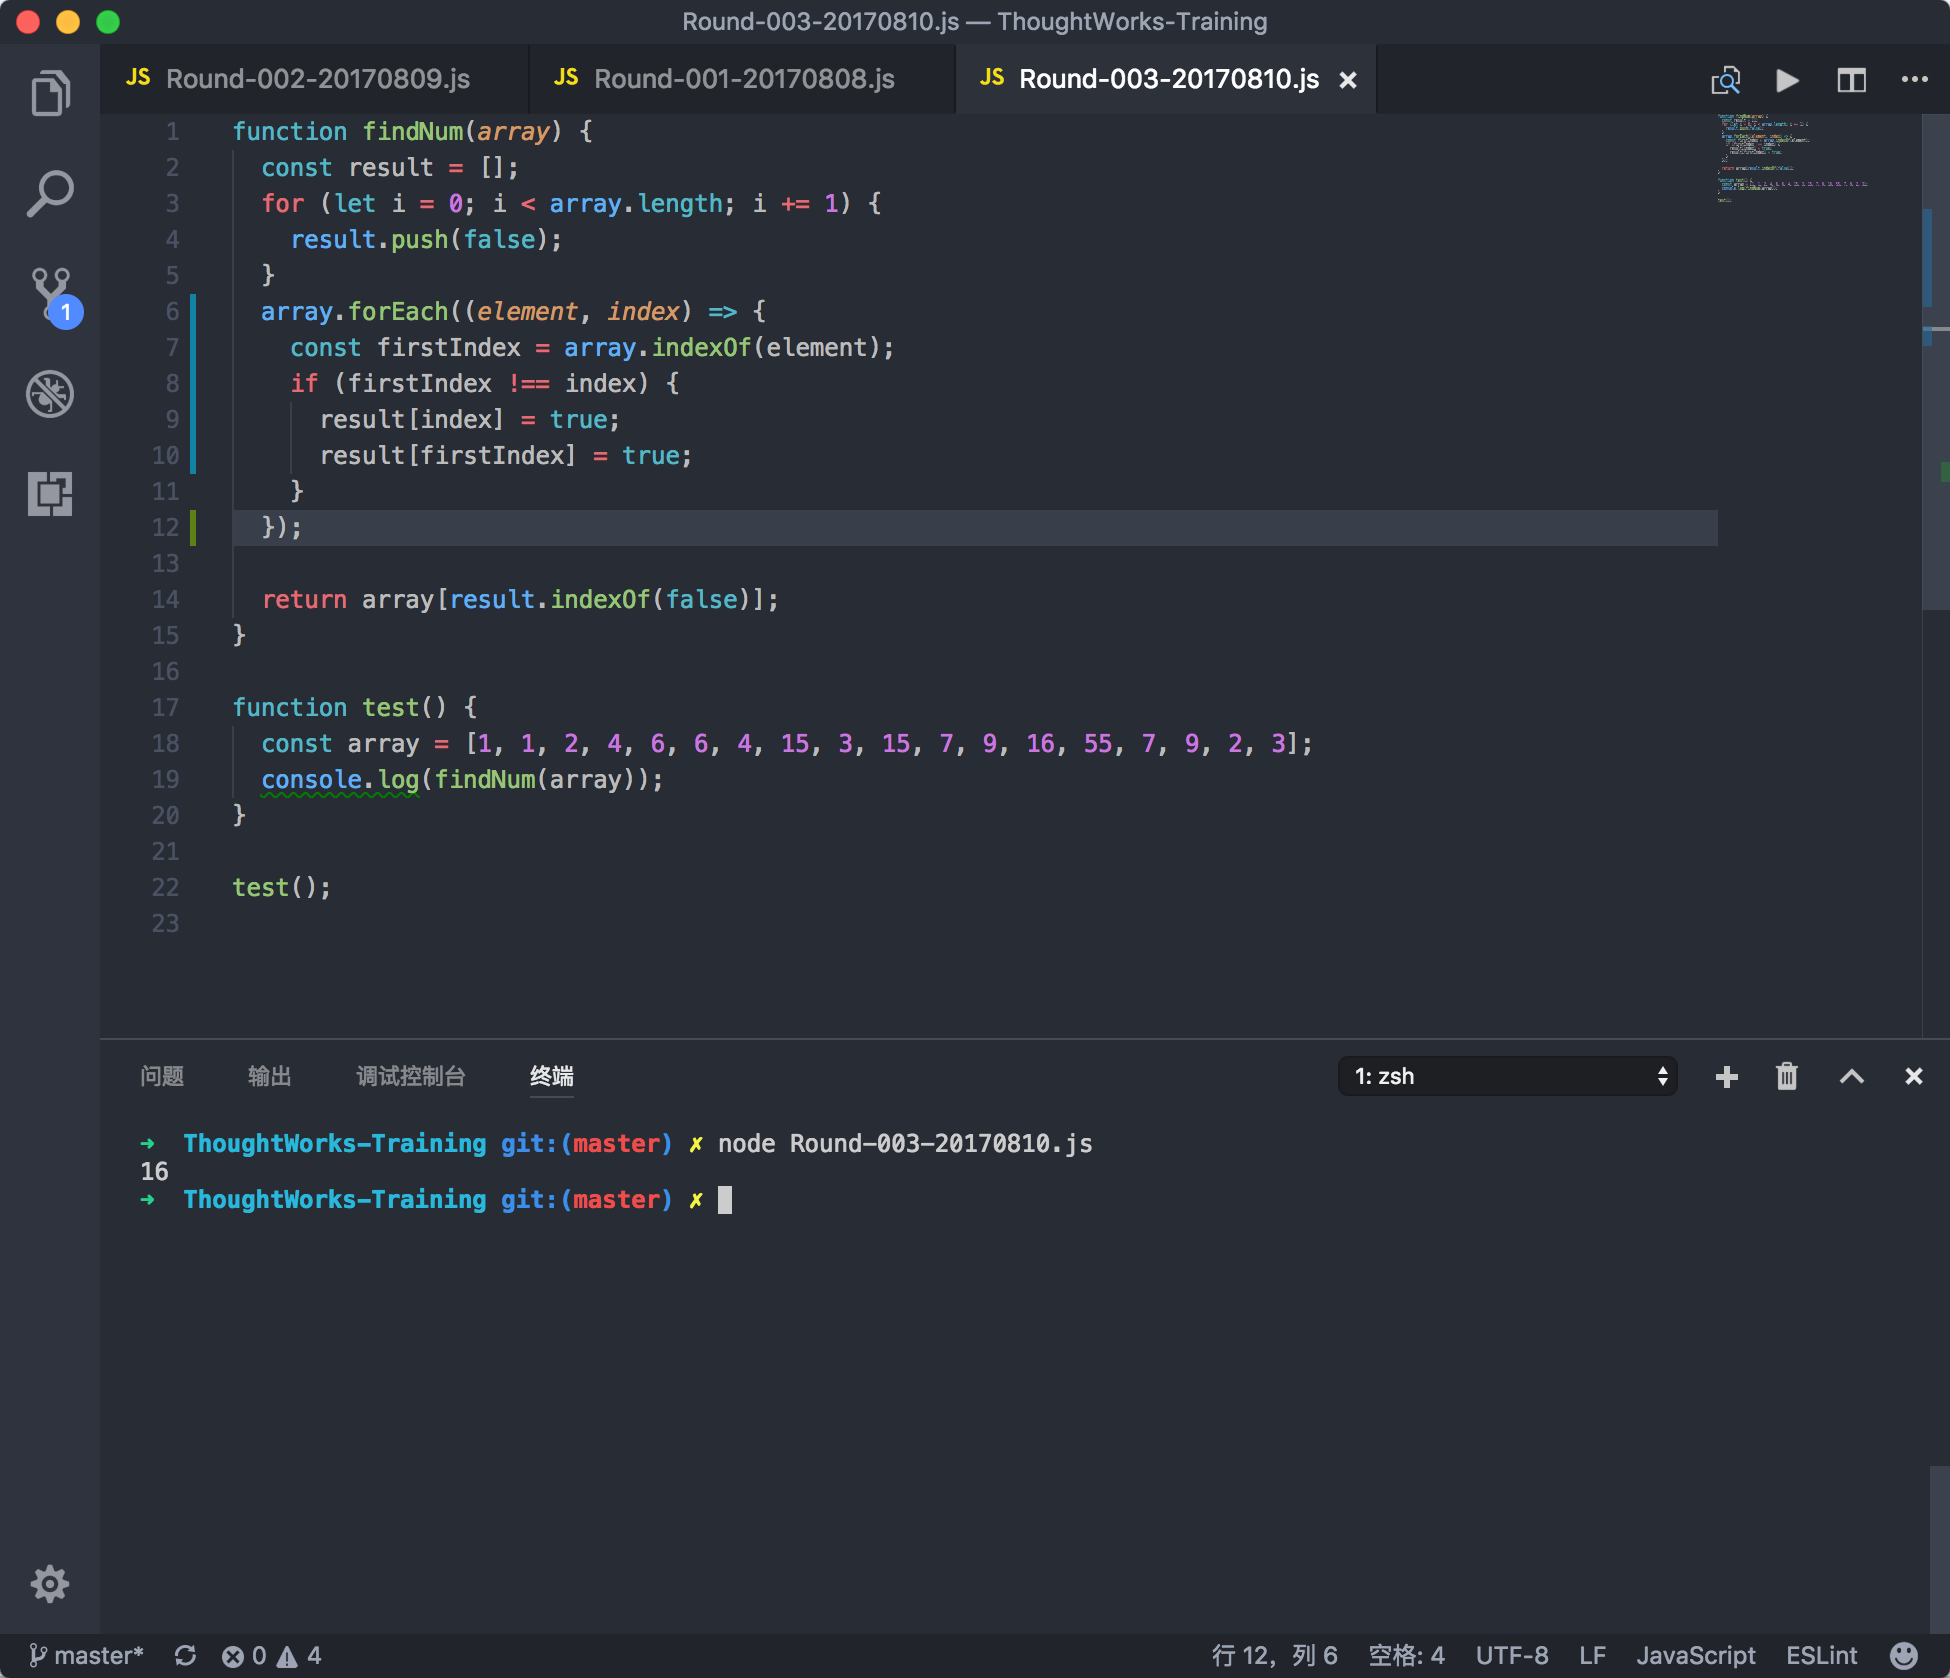 Round-003-20170810.js — ThoughtWorks-Training
JS Round-002-20170809.js JS Round-001-20170808.js JS Round-003-20170810.js
1 function findNum(array) {
2   const result = [];
3   for (let i = 0; i < array.length; i += 1) {
4     result.push(false);
5   }
6   array.forEach((element, index) => {
7     const firstIndex = array.indexOf(element);
8     if (firstIndex !== index) {
9       result[index] = true;
10       result[firstIndex] = true;
11     }
12   });
13
14   return array[result.indexOf(false)];
15 }
16
17 function test() {
18   const array = [1, 1, 2, 4, 6, 6, 4, 15, 3, 15, 7, 9, 16, 55, 7, 9, 2, 3];
19   console.log(findNum(array));
20 }
21
22 test();
23
1
问题 输出 调试控制台 终端 1: zsh
➜ ThoughtWorks-Training git:(master) ✗ node Round-003-20170810.js
16
➜ ThoughtWorks-Training git:(master) ✗
master* 0 4 行 12，列 6 空格: 4 UTF-8 LF JavaScript ESLint